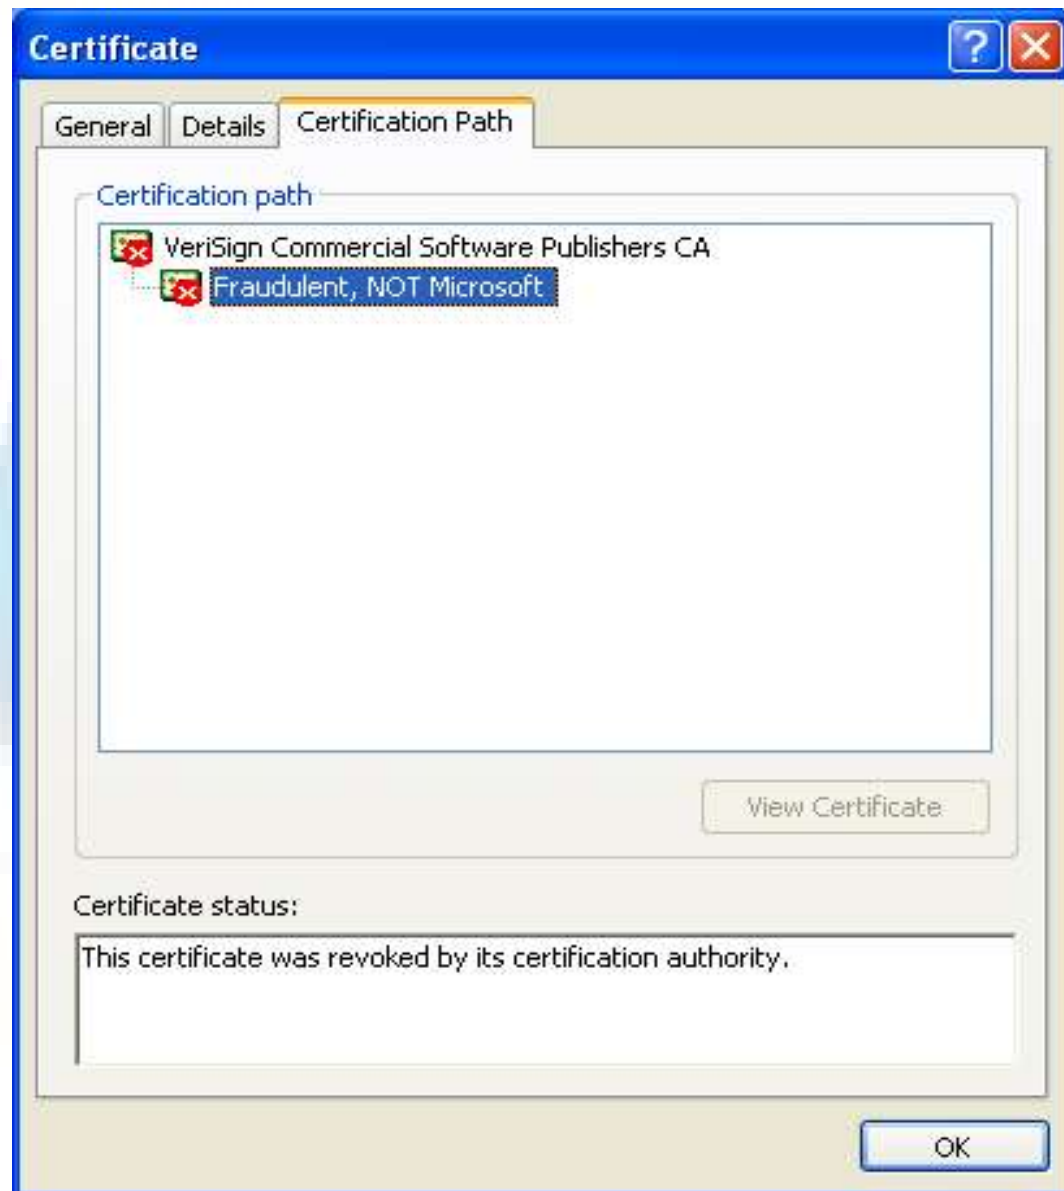 Certificate
General Details Certification Path
Certification path
VeriSign Commercial Software Publishers CA
Fraudulent, NOT Microsoft
View Certificate
Certificate status:
This certificate was revoked by its certification authority.
OK